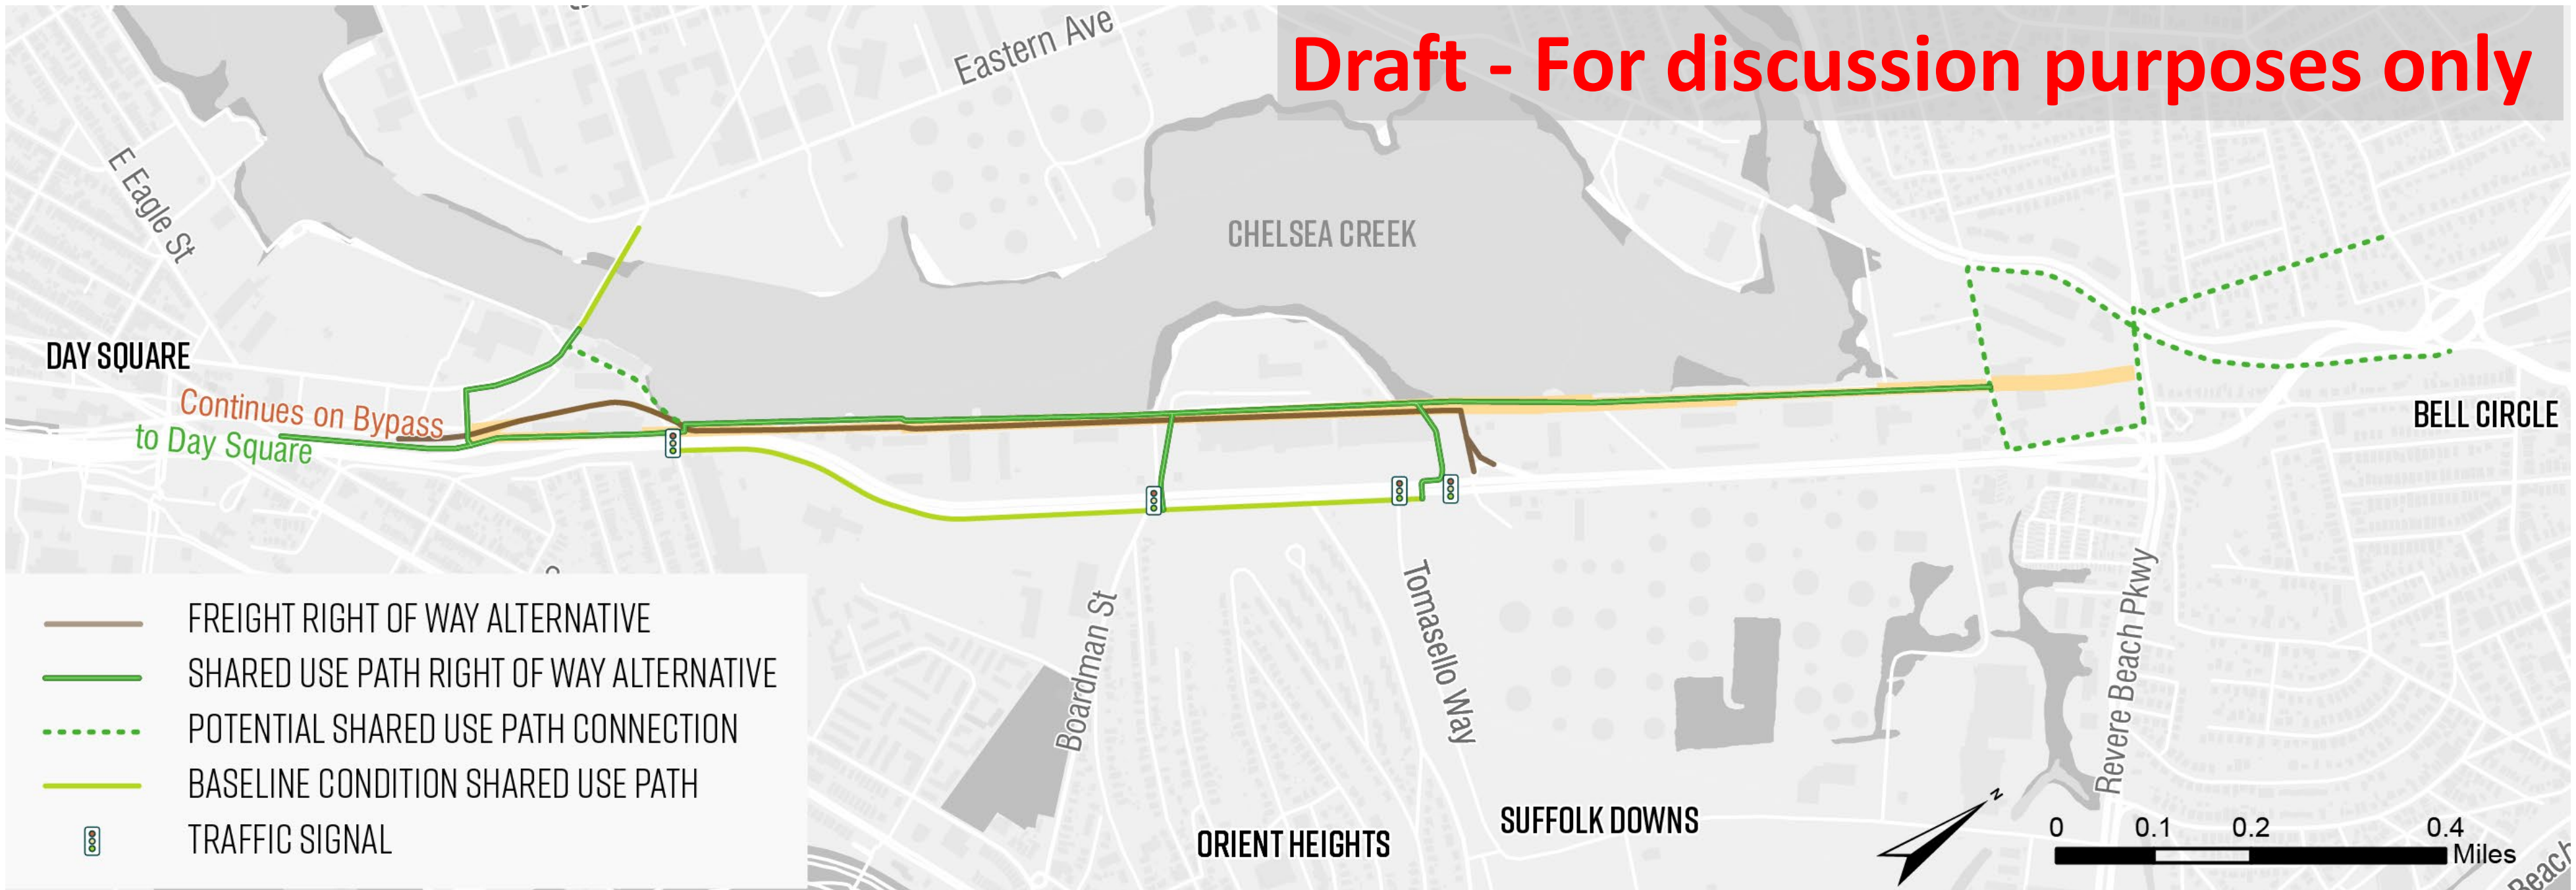 Draft - For discussion purposes only
Eastern Ave
E Eagle St
CHELSEA CREEK
DAY SQUARE
Continues on Bypass
to Day Square
BELL CIRCLE
Boardman St
Tomasello Way
Revere Beach Pkwy
ORIENT HEIGHTS
SUFFOLK DOWNS
FREIGHT RIGHT OF WAY ALTERNATIVE
SHARED USE PATH RIGHT OF WAY ALTERNATIVE
POTENTIAL SHARED USE PATH CONNECTION
BASELINE CONDITION SHARED USE PATH
TRAFFIC SIGNAL
N
0 0.1 0.2 0.4
Miles
Beach